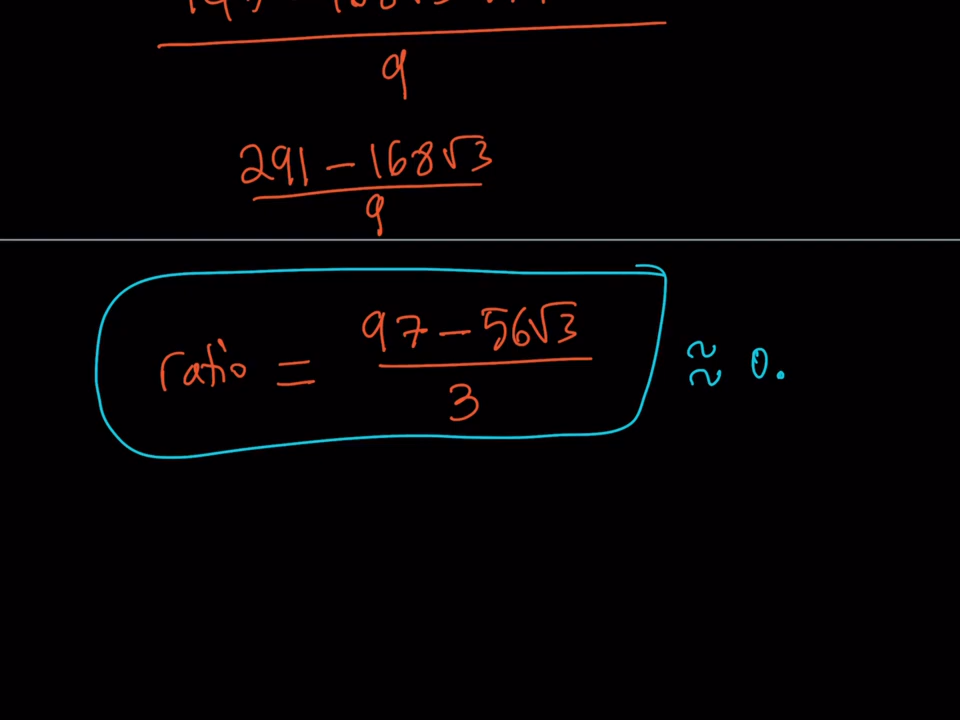 9
291 - 168√3
9
ratio = 97 - 56√3 / 3 ≈ 0.